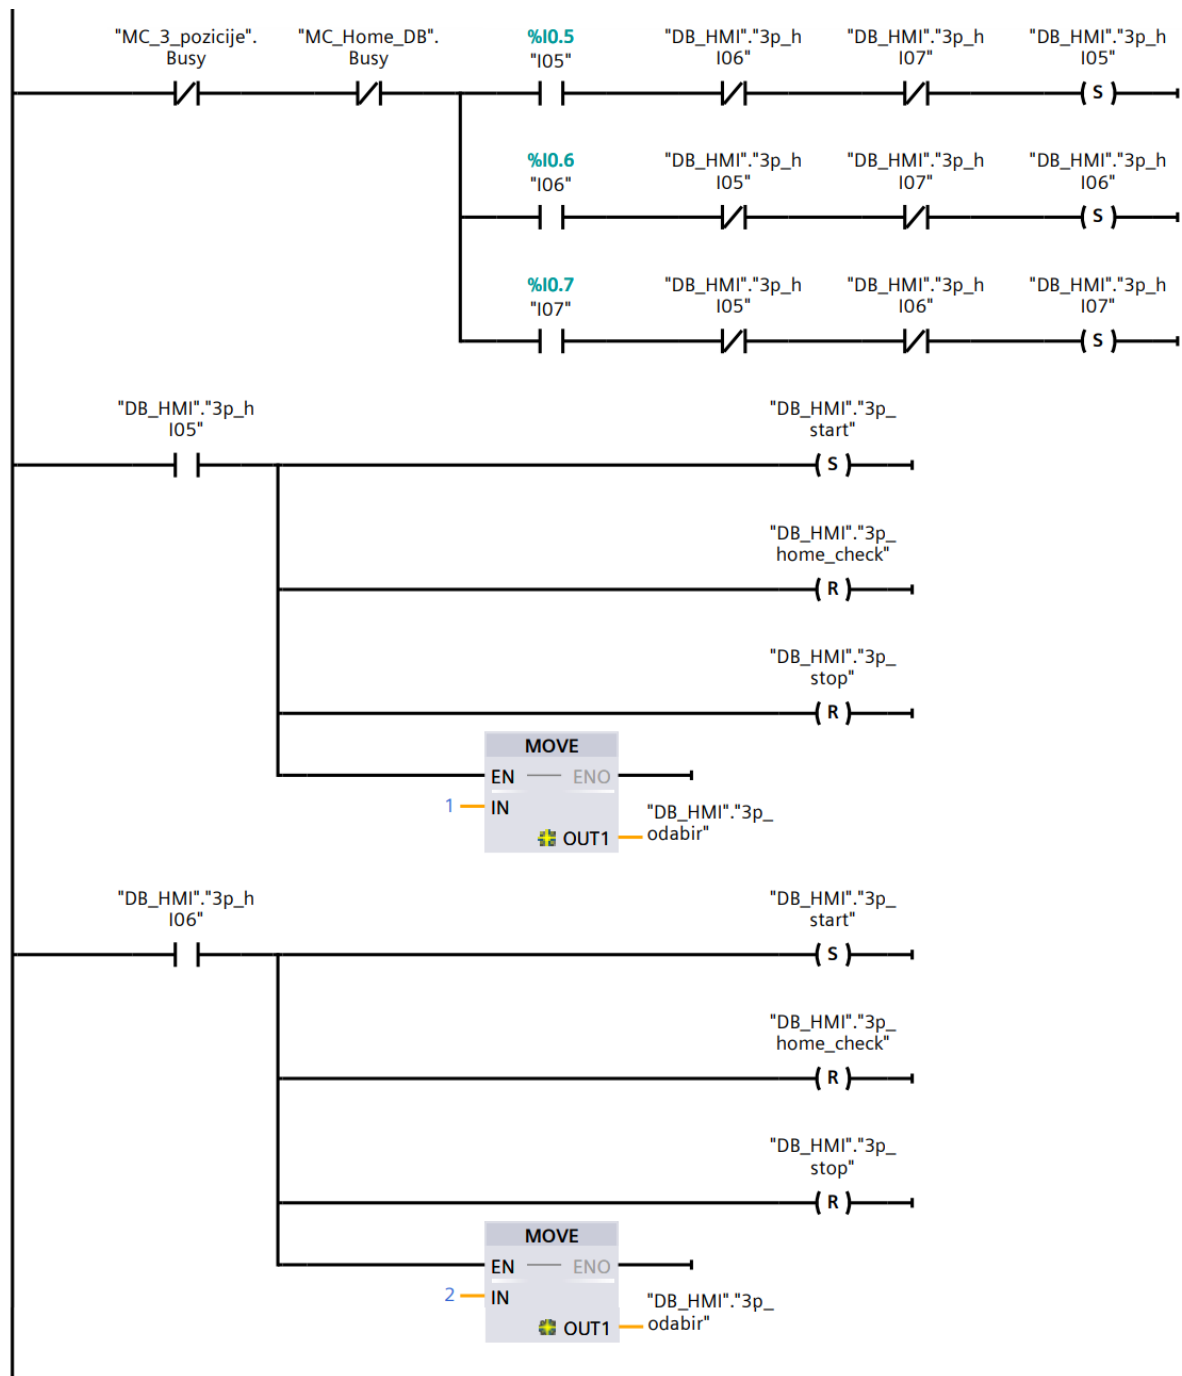 "MC_3_pozicije".
Busy
"MC_Home_DB".
Busy
%I0.5
"I05"
"DB_HMI"."3p_h
I06"
"DB_HMI"."3p_h
I07"
"DB_HMI"."3p_h
I05"
S
%I0.6
"I06"
"DB_HMI"."3p_h
I05"
"DB_HMI"."3p_h
I07"
"DB_HMI"."3p_h
I06"
S
%I0.7
"I07"
"DB_HMI"."3p_h
I05"
"DB_HMI"."3p_h
I06"
"DB_HMI"."3p_h
I07"
S
"DB_HMI"."3p_h
I05"
"DB_HMI"."3p_
start"
S
"DB_HMI"."3p_
home_check"
R
"DB_HMI"."3p_
stop"
R
MOVE
EN ENO
1 IN
OUT1
"DB_HMI"."3p_
odabir"
"DB_HMI"."3p_h
I06"
"DB_HMI"."3p_
start"
S
"DB_HMI"."3p_
home_check"
R
"DB_HMI"."3p_
stop"
R
MOVE
EN ENO
2 IN
OUT1
"DB_HMI"."3p_
odabir"